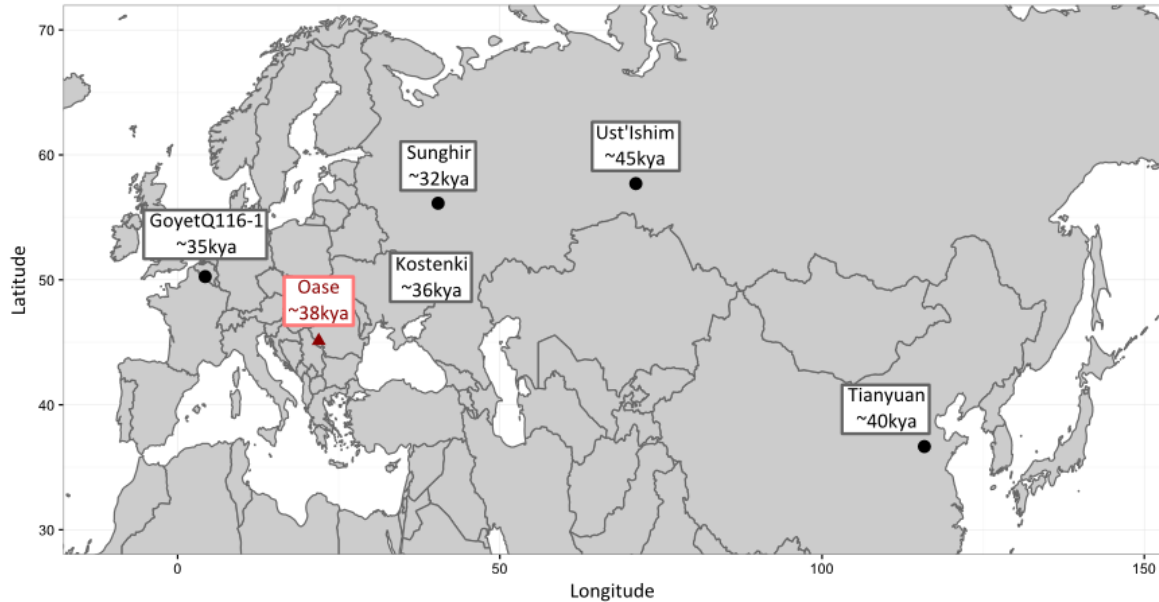 70
60
50
40
30
Latitude
Ust'Ishim
~45kya
Sunghir
~32kya
GoyetQ116-1
~35kya
Kostenki
~36kya
Oase
~38kya
Tianyuan
~40kya
0
50
100
150
Longitude